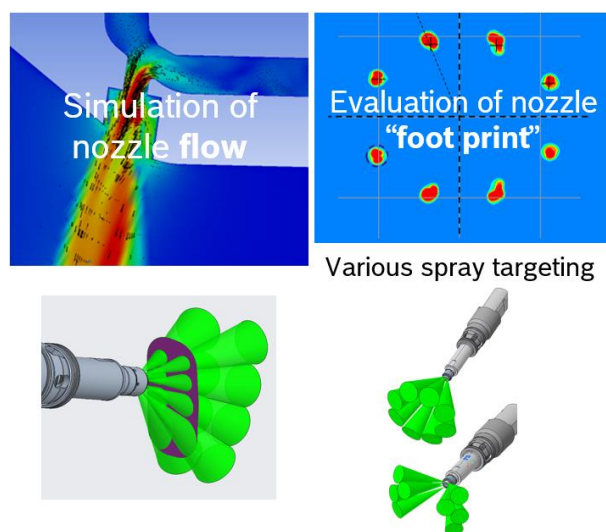 Simulation of
nozzle flow
Evaluation of nozzle
“foot print”
Various spray targeting